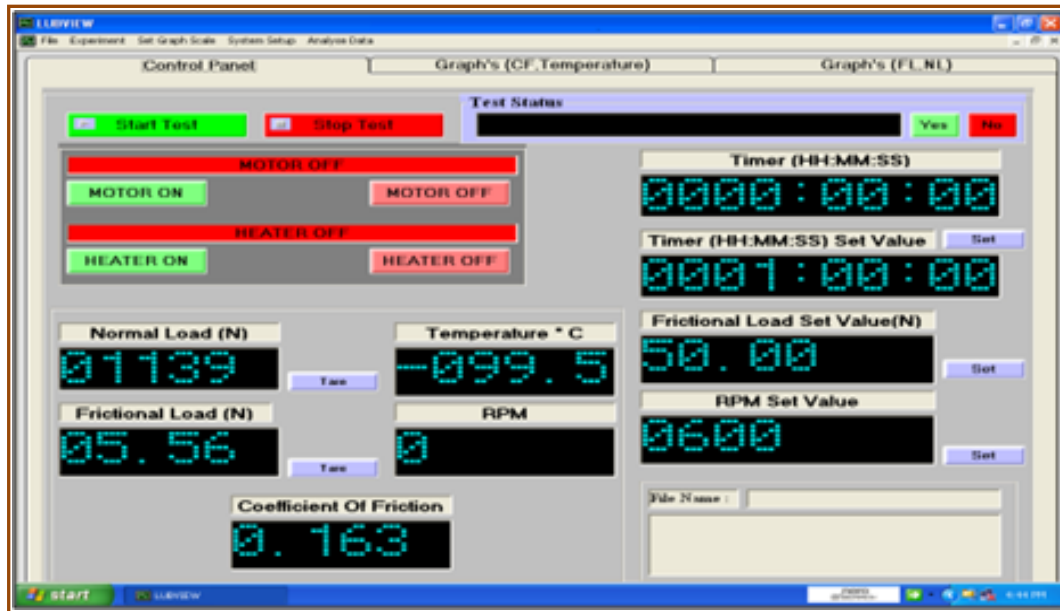 LUBVIEW
File Experiment Set Graph Scale System Setup Analyse Data
Control Panel Graph's (CF,Temperature) Graph's (FL,NL)
Test Status
Start Test Stop Test Yes No
MOTOR OFF
MOTOR ON MOTOR OFF
HEATER OFF
HEATER ON HEATER OFF
Timer (HH:MM:SS)
0000:00:00
Timer (HH:MM:SS) Set Value Set
0001:00:00
Normal Load (N) Temperature * C
01139 Tare -099.5
Frictional Load (N) RPM
05.56 Tare 0
Coefficient Of Friction
0.163
Frictional Load Set Value(N)
50.00 Set
RPM Set Value
0600 Set
File Name :
start LUBVIEW 6:44 PM